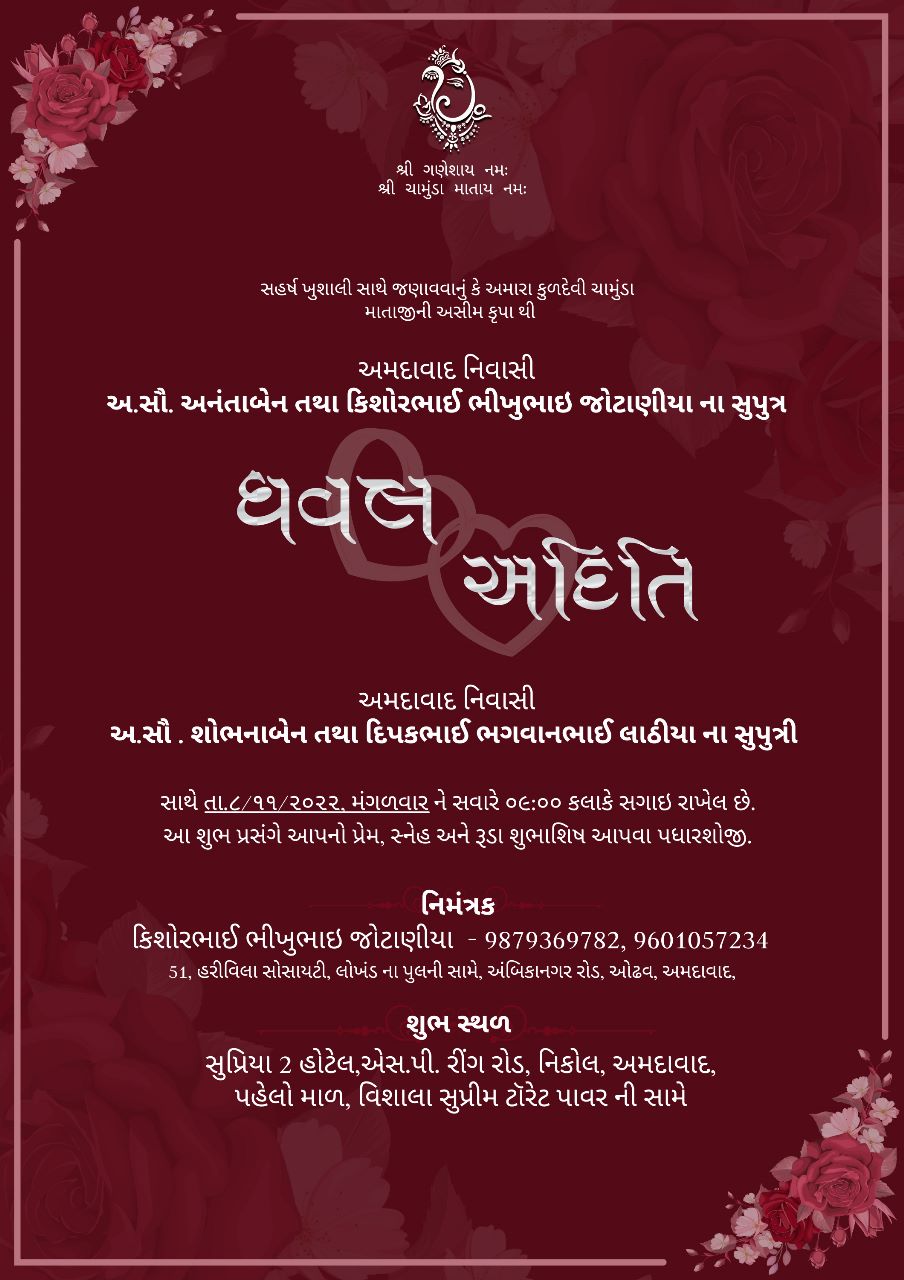 શ્રી ગણેશાય નમઃ
શ્રી ચામુંડા માતાય નમઃ
સહર્ષ ખુશાલી સાથે જણાવવાનું કે અમારા કુળદેવી ચામુંડા
માતાજીની અસીમ કૃપા થી
અમદાવાદ નિવાસી
અ.સૌ. અનંતાબેન તથા કિશોરભાઈ ભીખુભાઇ જોટાણીયા ના સુપુત્ર
ધવલ
અદિતિ
અમદાવાદ નિવાસી
અ.સૌ . શોભનાબેન તથા દિપકભાઈ ભગવાનભાઈ લાઠીયા ના સુપુત્રી
સાથે તા.૮/૧૧/૨૦૨૨, મંગળવાર ને સવારે ૦૯:૦૦ કલાકે સગાઇ રાખેલ છે.
આ શુભ પ્રસંગે આપનો પ્રેમ, સ્નેહ અને રૂડા શુભાશિષ આપવા પધારશોજી.
નિમંત્રક
કિશોરભાઈ ભીખુભાઇ જોટાણીયા - 9879369782, 9601057234
51, હરીવિલા સોસાયટી, લોખંડ ના પુલની સામે, અંબિકાનગર રોડ, ઓઢવ, અમદાવાદ,
શુભ સ્થળ
સુપ્રિયા 2 હોટેલ,એસ.પી. રીંગ રોડ, નિકોલ, અમદાવાદ,
પહેલો માળ, વિશાલા સુપ્રીમ ટૉરેટ પાવર ની સામે